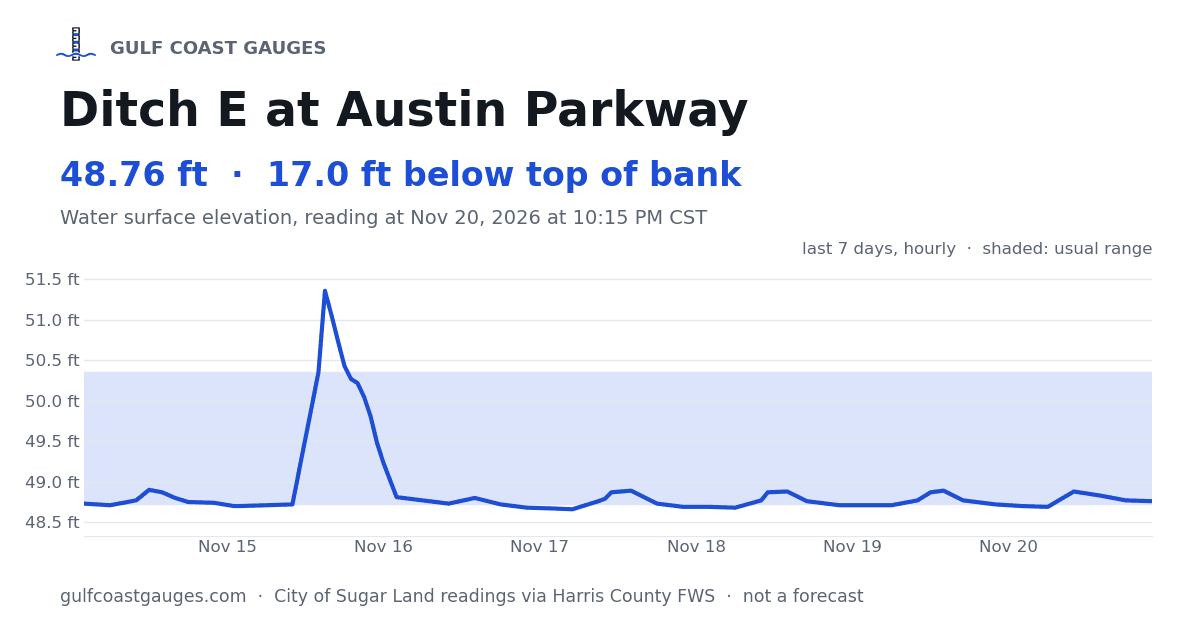 GULF COAST GAUGES
Ditch E at Austin Parkway
48.76 ft · 17.0 ft below top of bank
Water surface elevation, reading at Nov 20, 2026 at 10:15 PM CST
last 7 days, hourly · shaded: usual range
51.5 ft
51.0 ft
50.5 ft
50.0 ft
49.5 ft
49.0 ft
48.5 ft
Nov 15 Nov 16 Nov 17 Nov 18 Nov 19 Nov 20
gulfcoastgauges.com · City of Sugar Land readings via Harris County FWS · not a forecast